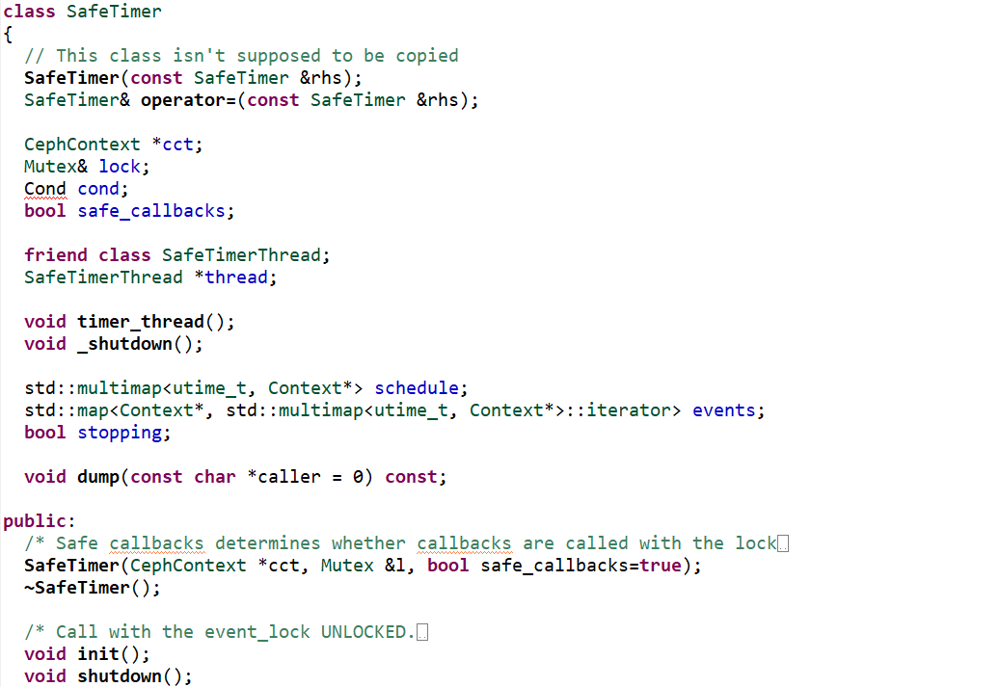 class SafeTimer
{
  // This class isn't supposed to be copied
  SafeTimer(const SafeTimer &rhs);
  SafeTimer& operator=(const SafeTimer &rhs);

  CephContext *cct;
  Mutex& lock;
  Cond cond;
  bool safe_callbacks;

  friend class SafeTimerThread;
  SafeTimerThread *thread;

  void timer_thread();
  void _shutdown();

  std::multimap<utime_t, Context*> schedule;
  std::map<Context*, std::multimap<utime_t, Context*>::iterator> events;
  bool stopping;

  void dump(const char *caller = 0) const;

public:
  /* Safe callbacks determines whether callbacks are called with the lock
  SafeTimer(CephContext *cct, Mutex &l, bool safe_callbacks=true);
  ~SafeTimer();

  /* Call with the event_lock UNLOCKED.
  void init();
  void shutdown();